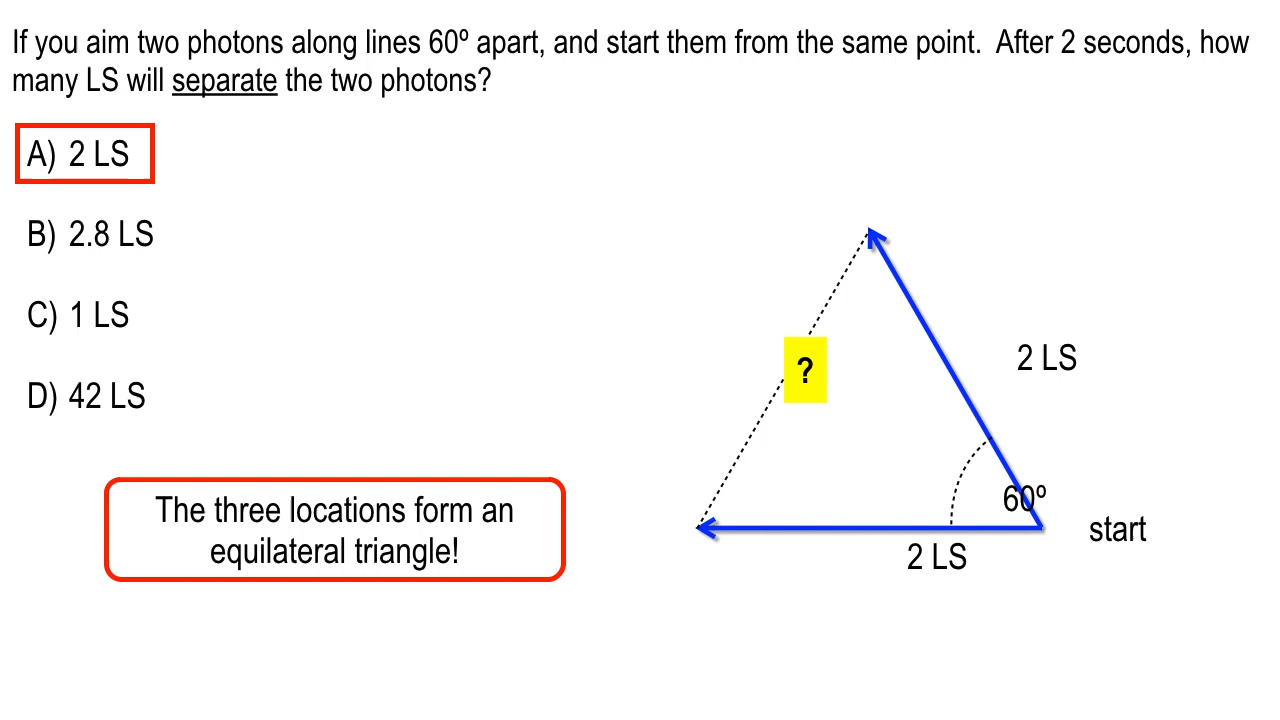 If you aim two photons along lines 60º apart, and start them from the same point.  After 2 seconds, how
many LS will separate the two photons?
A) 2 LS
B) 2.8 LS
C) 1 LS
D) 42 LS
?
2 LS
60º
start
2 LS
The three locations form an
equilateral triangle!